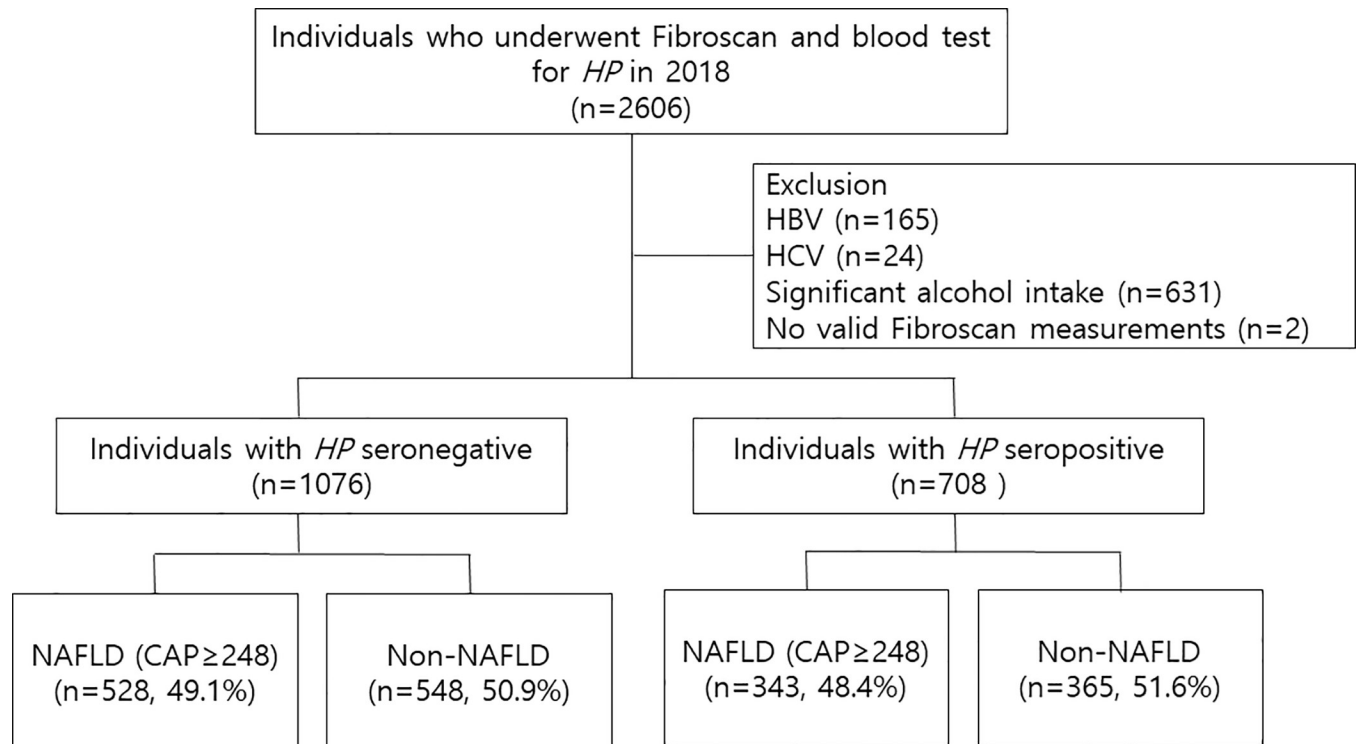 Individuals who underwent Fibroscan and blood test
for HP in 2018
(n=2606)
Exclusion
HBV (n=165)
HCV (n=24)
Significant alcohol intake (n=631)
No valid Fibroscan measurements (n=2)
Individuals with HP seronegative
(n=1076)
Individuals with HP seropositive
(n=708 )
NAFLD (CAP≥248)
(n=528, 49.1%)
Non-NAFLD
(n=548, 50.9%)
NAFLD (CAP≥248)
(n=343, 48.4%)
Non-NAFLD
(n=365, 51.6%)